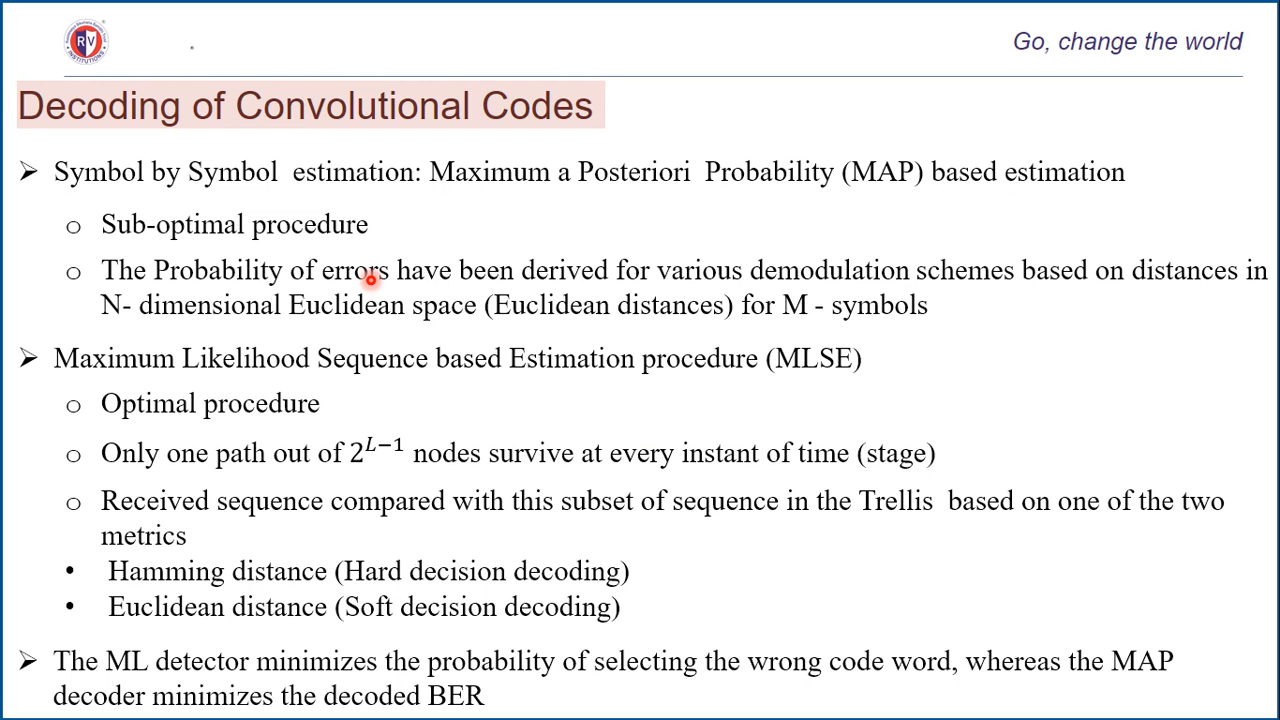 RV
INSTITUTIONS
Go, change the world
Decoding of Convolutional Codes
➢ Symbol by Symbol estimation: Maximum a Posteriori Probability (MAP) based estimation
o Sub-optimal procedure
o The Probability of errors have been derived for various demodulation schemes based on distances in
N- dimensional Euclidean space (Euclidean distances) for M - symbols
➢ Maximum Likelihood Sequence based Estimation procedure (MLSE)
o Optimal procedure
o Only one path out of 2^{L−1} nodes survive at every instant of time (stage)
o Received sequence compared with this subset of sequence in the Trellis based on one of the two
metrics
• Hamming distance (Hard decision decoding)
• Euclidean distance (Soft decision decoding)
➢ The ML detector minimizes the probability of selecting the wrong code word, whereas the MAP
decoder minimizes the decoded BER